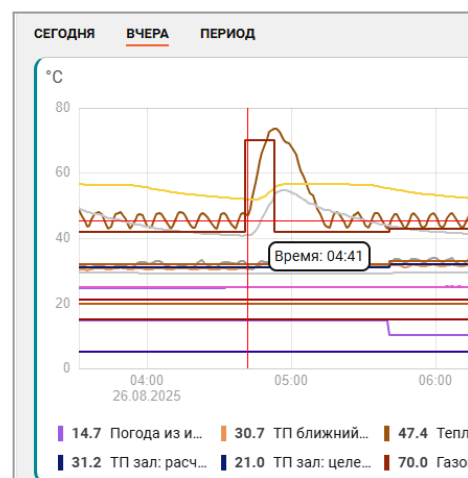 СЕГОДНЯ ВЧЕРА ПЕРИОД
°C
80
60
40
Время: 04:41
20
0
04:00 05:00 06:00
26.08.2025
14.7 Погода из и... 30.7 ТП ближний... 47.4 Тепл
31.2 ТП зал: расч... 21.0 ТП зал: целе... 70.0 Газо